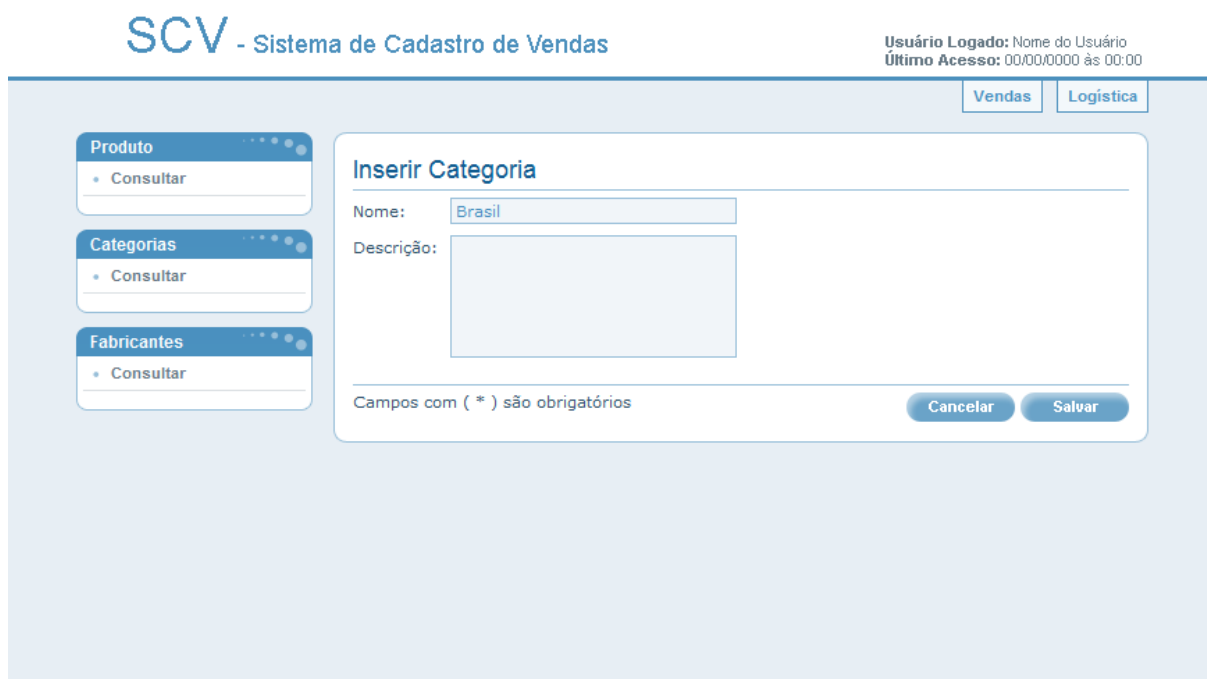 SCV - Sistema de Cadastro de Vendas
Usuário Logado: Nome do Usuário
Último Acesso: 00/00/0000 às 00:00
Vendas
Logística
Produto
Consultar
Categorias
Consultar
Fabricantes
Consultar
Inserir Categoria
Nome: Brasil
Descrição:
Campos com ( * ) são obrigatórios
Cancelar
Salvar